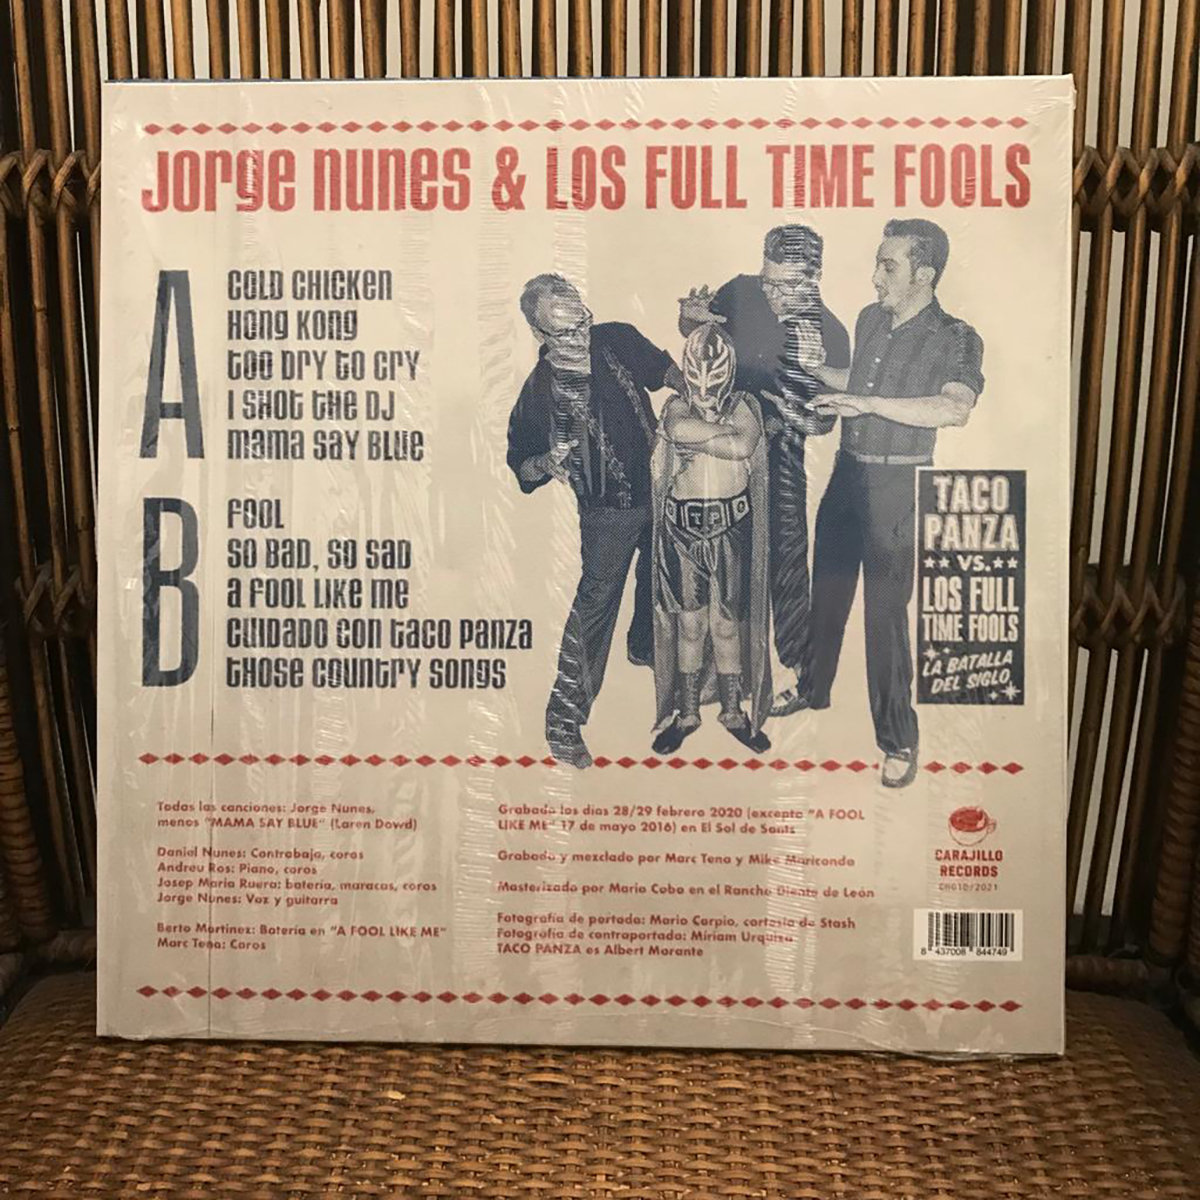 Jorge nunes & LOS FULL TIME FOOLS
A
COLD CHICKEN
HONG KONG
TOO DRY TO CRY
I SHOT THE DJ
MAMA SAY BLUE
B
FOOL
SO BAD, SO SAD
A FOOL LIKE ME
CUIDADO CON TACO PANZA
THOSE COUNTRY SONGS
TP
TACO
PANZA
VS.
LOS FULL
TIME FOOLS
LA BATALLA
DEL SIGLO
Todas las canciones: Jorge Nunes,
menos "MAMA SAY BLUE" (Laren Dowd)
Daniel Nunes: Contrabajo, coros
Andreu Ros: Piano, coros
Josep Maria Ruera: batería, maracas, coros
Jorge Nunes: Voz y guitarra
Berto Martinez: Batería en "A FOOL LIKE ME"
Marc Tena: Coros
Grabado los días 28/29 febrero 2020 (excepto "A FOOL
LIKE ME" 17 de mayo 2016) en El Sol de Sants
Grabado y mezclado por Marc Tena y Mike Mariconda
Masterizado por Mario Cobo en el Rancho Diente de León
Fotografía de portada: Mario Carpio, cortesía de Stash
Fotografía de contraportada: Míriam Urquiza
TACO PANZA es Albert Morante
CARAJILLO
RECORDS
CH010/2021
8 437008 844749